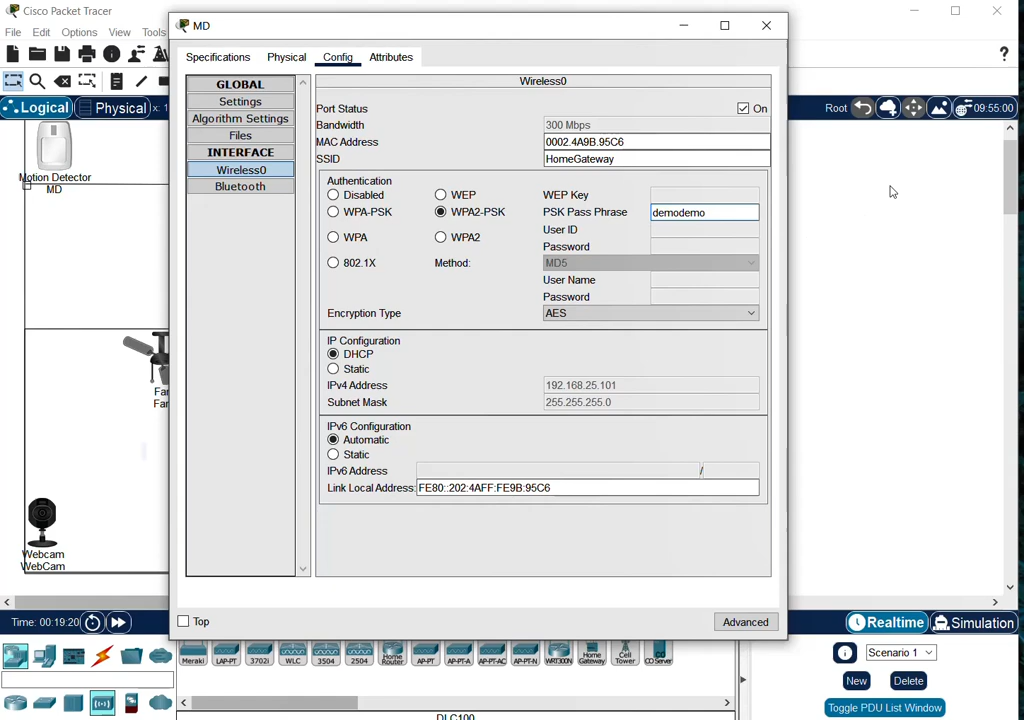 Cisco Packet Tracer
File Edit Options View Tools
Logical Physical x: 1 Root 09:55:00
Motion Detector
MD
Fan
Fan
Webcam
WebCam
MD
Specifications Physical Config Attributes
GLOBAL
Settings
Algorithm Settings
Files
INTERFACE
Wireless0
Bluetooth
Wireless0
Port Status On
Bandwidth 300 Mbps
MAC Address 0002.4A9B.95C6
SSID HomeGateway
Authentication
Disabled WEP WEP Key
WPA-PSK WPA2-PSK PSK Pass Phrase demodemo
User ID
WPA WPA2 Password
802.1X Method: MD5
User Name
Password
Encryption Type AES
IP Configuration
DHCP
Static
IPv4 Address 192.168.25.101
Subnet Mask 255.255.255.0
IPv6 Configuration
Automatic
Static
IPv6 Address /
Link Local Address: FE80::202:4AFF:FE9B:95C6
Top Advanced
Time: 00:19:20 Realtime Simulation
Meraki LAP-PT 3702i WLC 3504 2504 Home Router AP-PT AP-PT-A AP-PT-AC AP-PT-N WRT300N Home Gateway Cell Tower CO Server
Scenario 1
New Delete
Toggle PDU List Window
DLC100